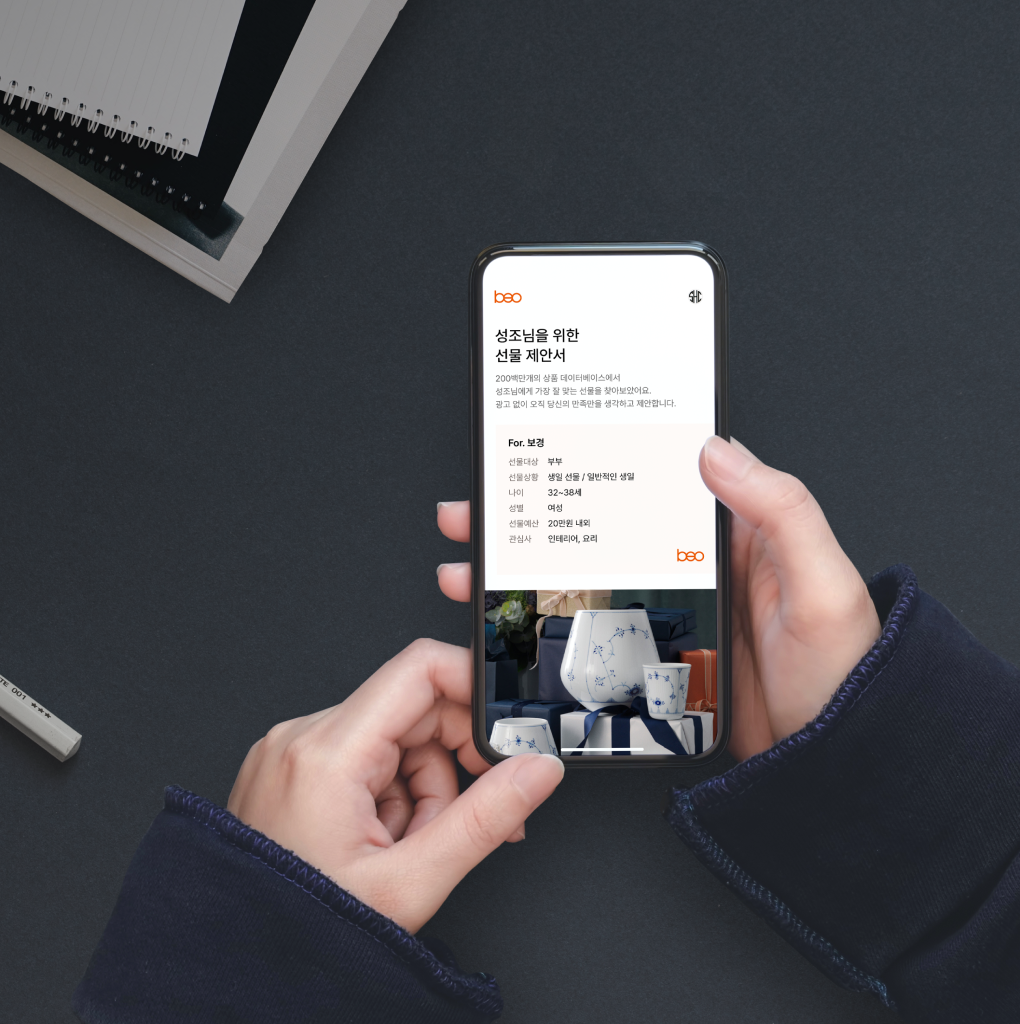 beo
성조님을 위한
선물 제안서
200백만개의 상품 데이터베이스에서
성조님에게 가장 잘 맞는 선물을 찾아보았어요.
광고 없이 오직 당신의 만족만을 생각하고 제안합니다.
For. 보경
선물대상 부부
선물상황 생일 선물 / 일반적인 생일
나이 32~38세
성별 여성
선물예산 20만원 내외
관심사 인테리어, 요리
beo
TE 001 ★★★